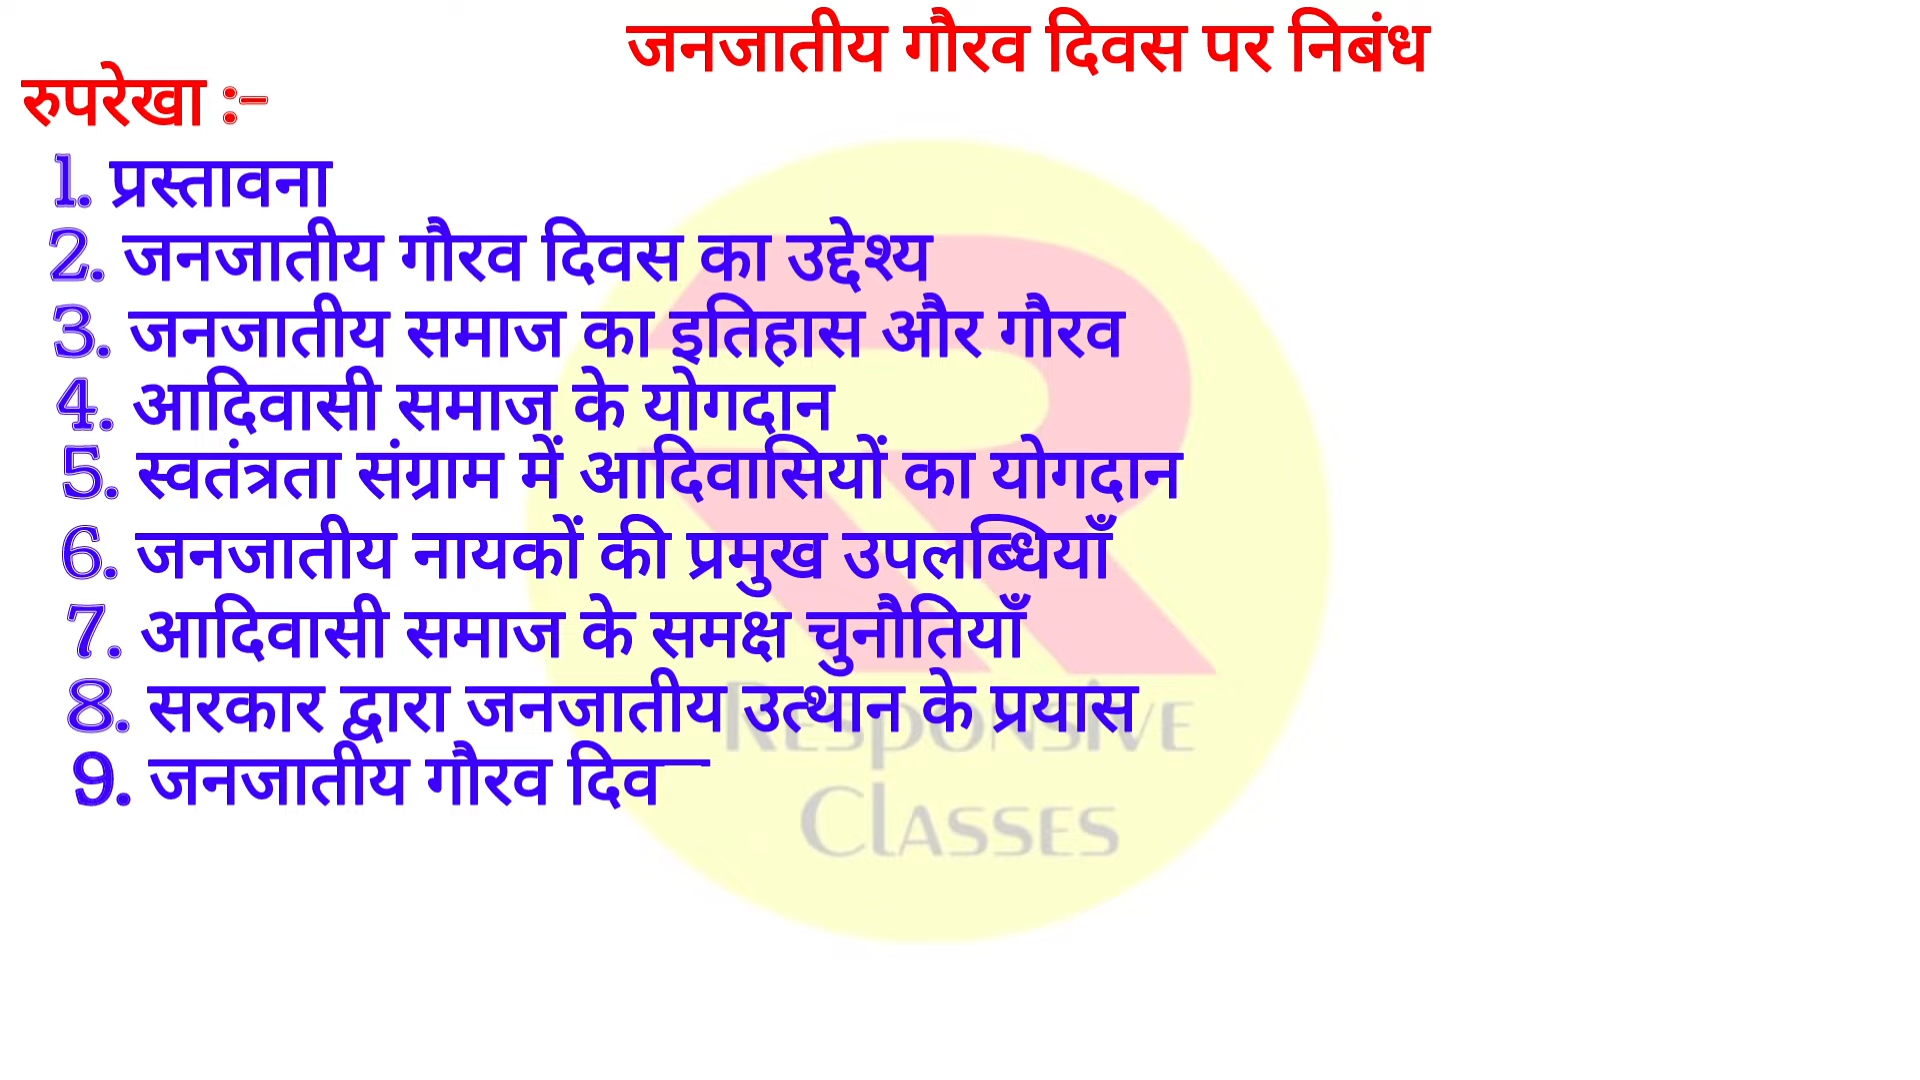 जनजातीय गौरव दिवस पर निबंध
रुपरेखा :-
1. प्रस्तावना
2. जनजातीय गौरव दिवस का उद्देश्य
3. जनजातीय समाज का इतिहास और गौरव
4. आदिवासी समाज के योगदान
5. स्वतंत्रता संग्राम में आदिवासियों का योगदान
6. जनजातीय नायकों की प्रमुख उपलब्धियाँ
7. आदिवासी समाज के समक्ष चुनौतियाँ
8. सरकार द्वारा जनजातीय उत्थान के प्रयास
9. जनजातीय गौरव दिव
Responsive
Classes